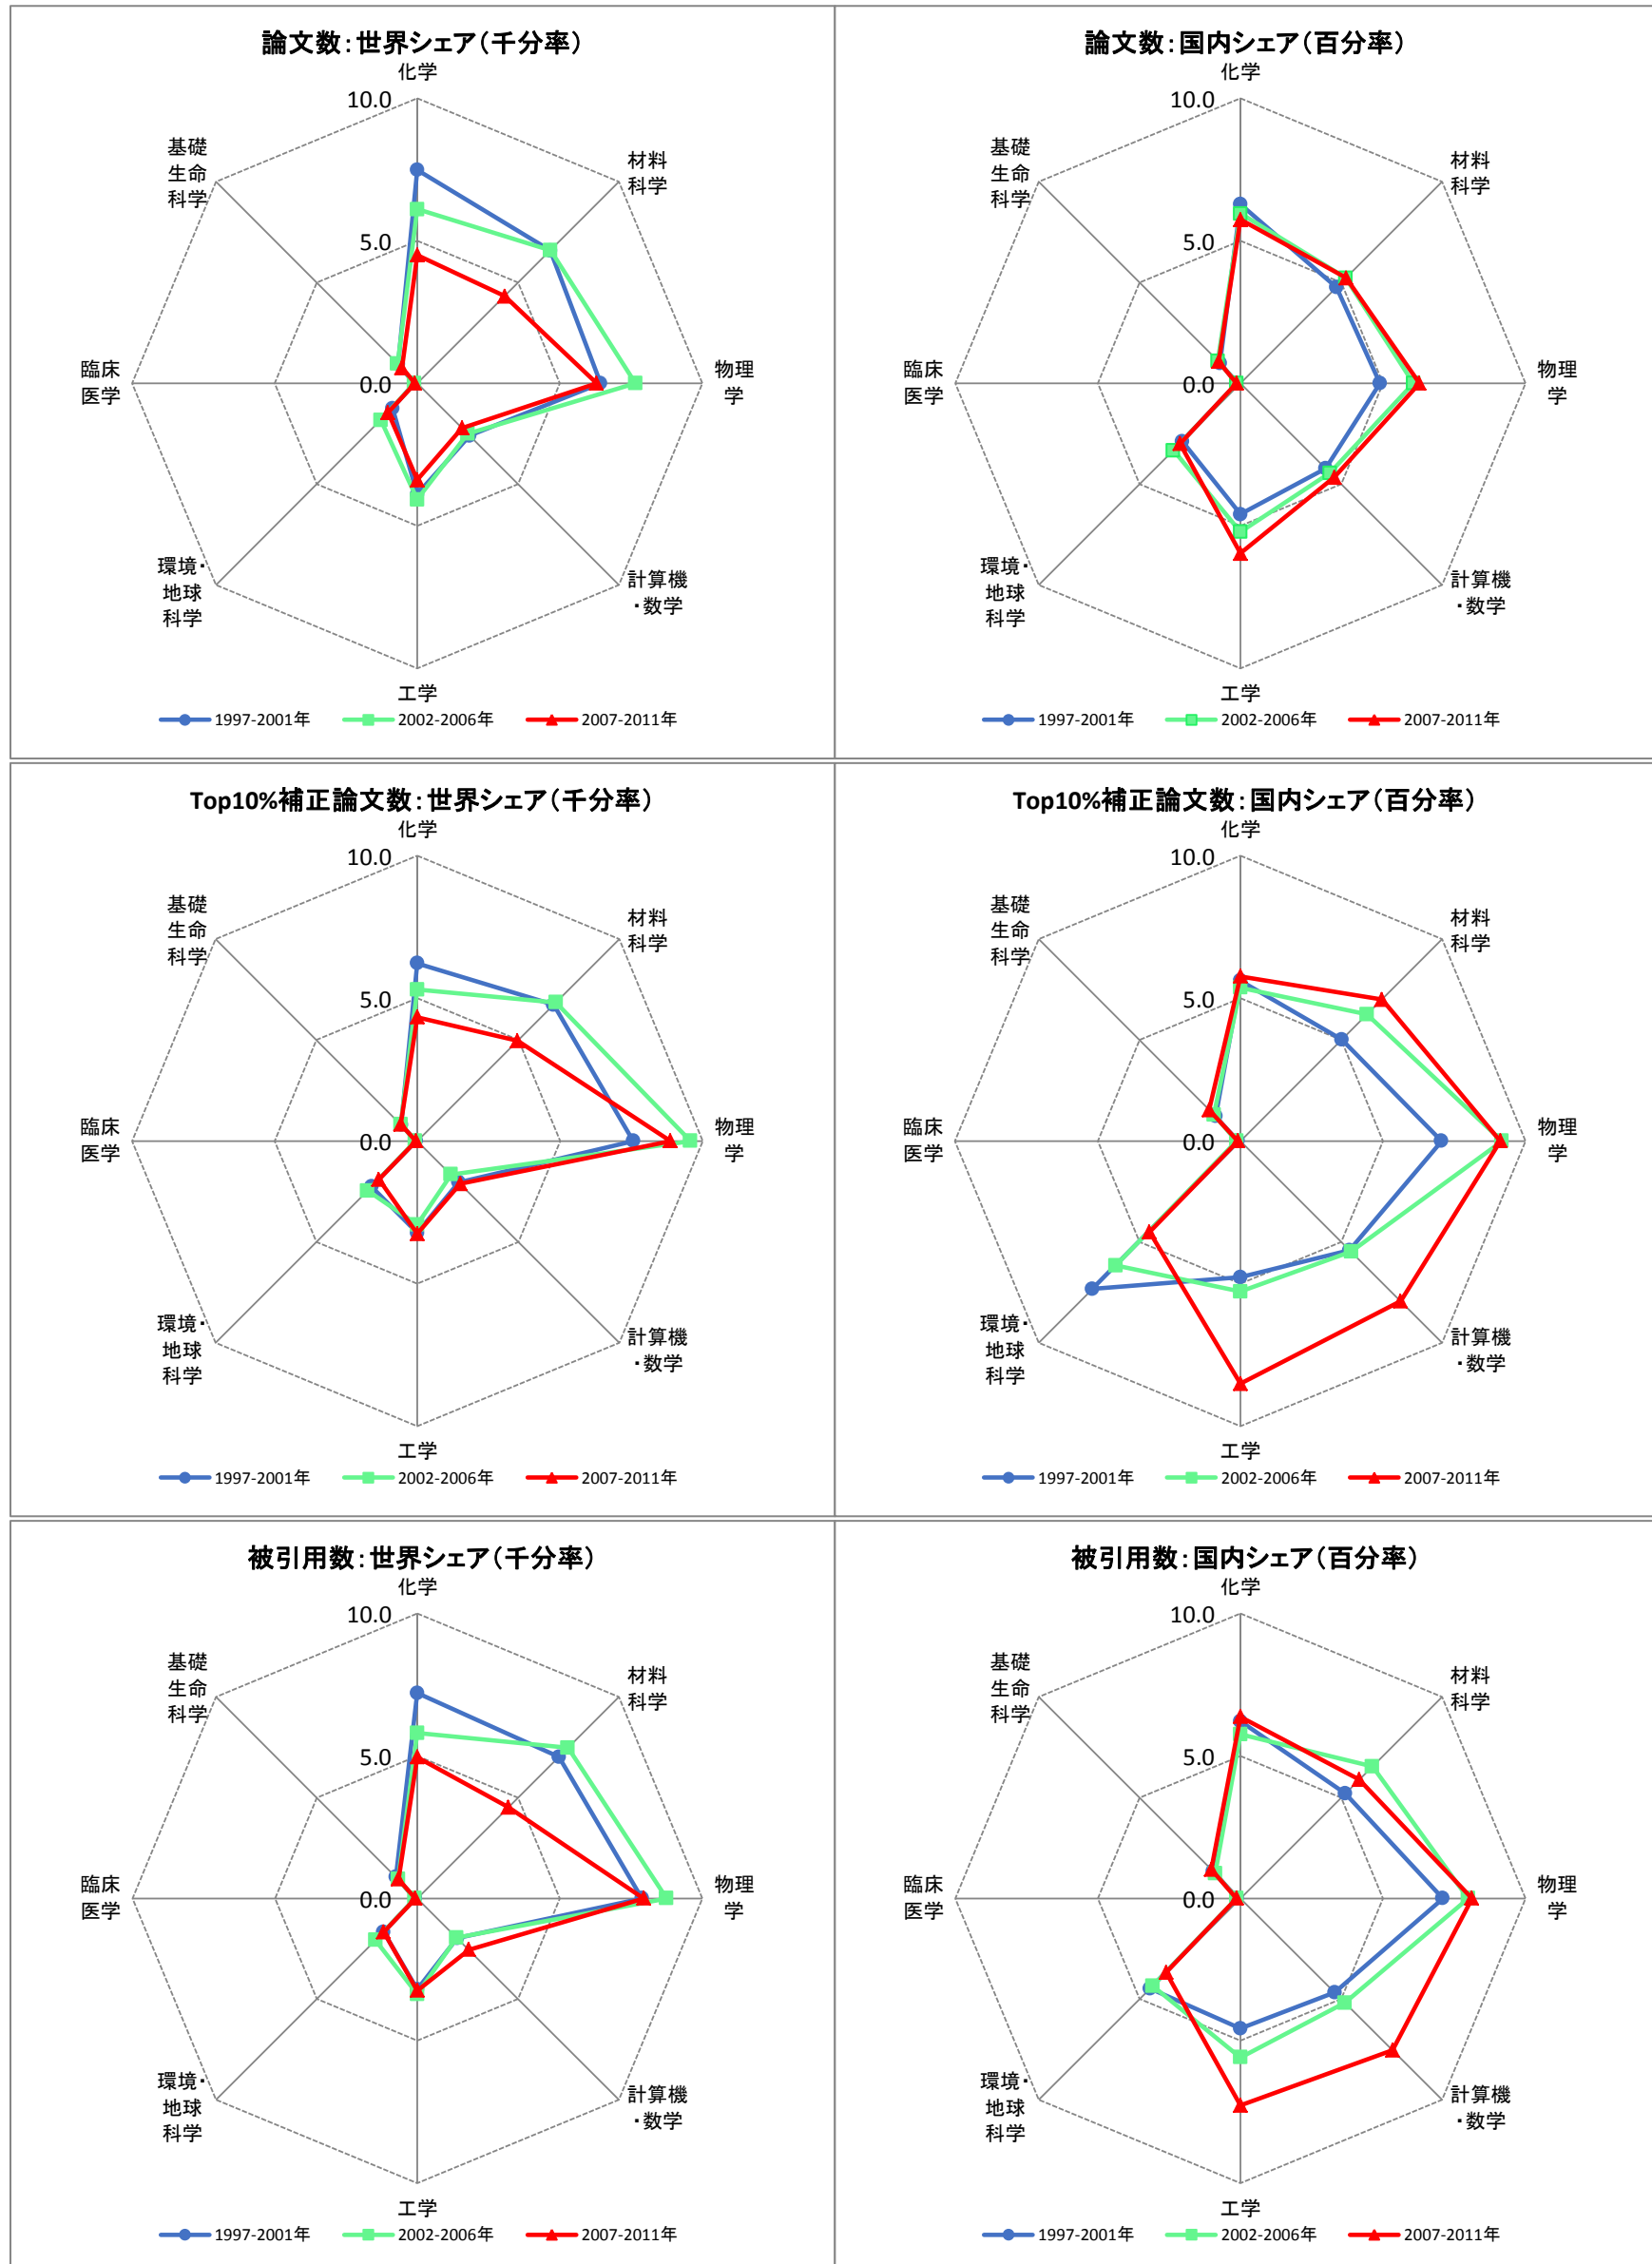 論文数：世界シェア（千分率）
化学
10.0
基礎
生命
科学
材料
科学
5.0
臨床
医学
0.0
物理
学
環境・
地球
科学
計算機
・数学
工学
1997-2001年 2002-2006年 2007-2011年
論文数：国内シェア（百分率）
化学
10.0
基礎
生命
科学
材料
科学
5.0
臨床
医学
0.0
物理
学
環境・
地球
科学
計算機
・数学
工学
1997-2001年 2002-2006年 2007-2011年
Top10%補正論文数：世界シェア（千分率）
化学
10.0
基礎
生命
科学
材料
科学
5.0
臨床
医学
0.0
物理
学
環境・
地球
科学
計算機
・数学
工学
1997-2001年 2002-2006年 2007-2011年
Top10%補正論文数：国内シェア（百分率）
化学
10.0
基礎
生命
科学
材料
科学
5.0
臨床
医学
0.0
物理
学
環境・
地球
科学
計算機
・数学
工学
1997-2001年 2002-2006年 2007-2011年
被引用数：世界シェア（千分率）
化学
10.0
基礎
生命
科学
材料
科学
5.0
臨床
医学
0.0
物理
学
環境・
地球
科学
計算機
・数学
工学
1997-2001年 2002-2006年 2007-2011年
被引用数：国内シェア（百分率）
化学
10.0
基礎
生命
科学
材料
科学
5.0
臨床
医学
0.0
物理
学
環境・
地球
科学
計算機
・数学
工学
1997-2001年 2002-2006年 2007-2011年